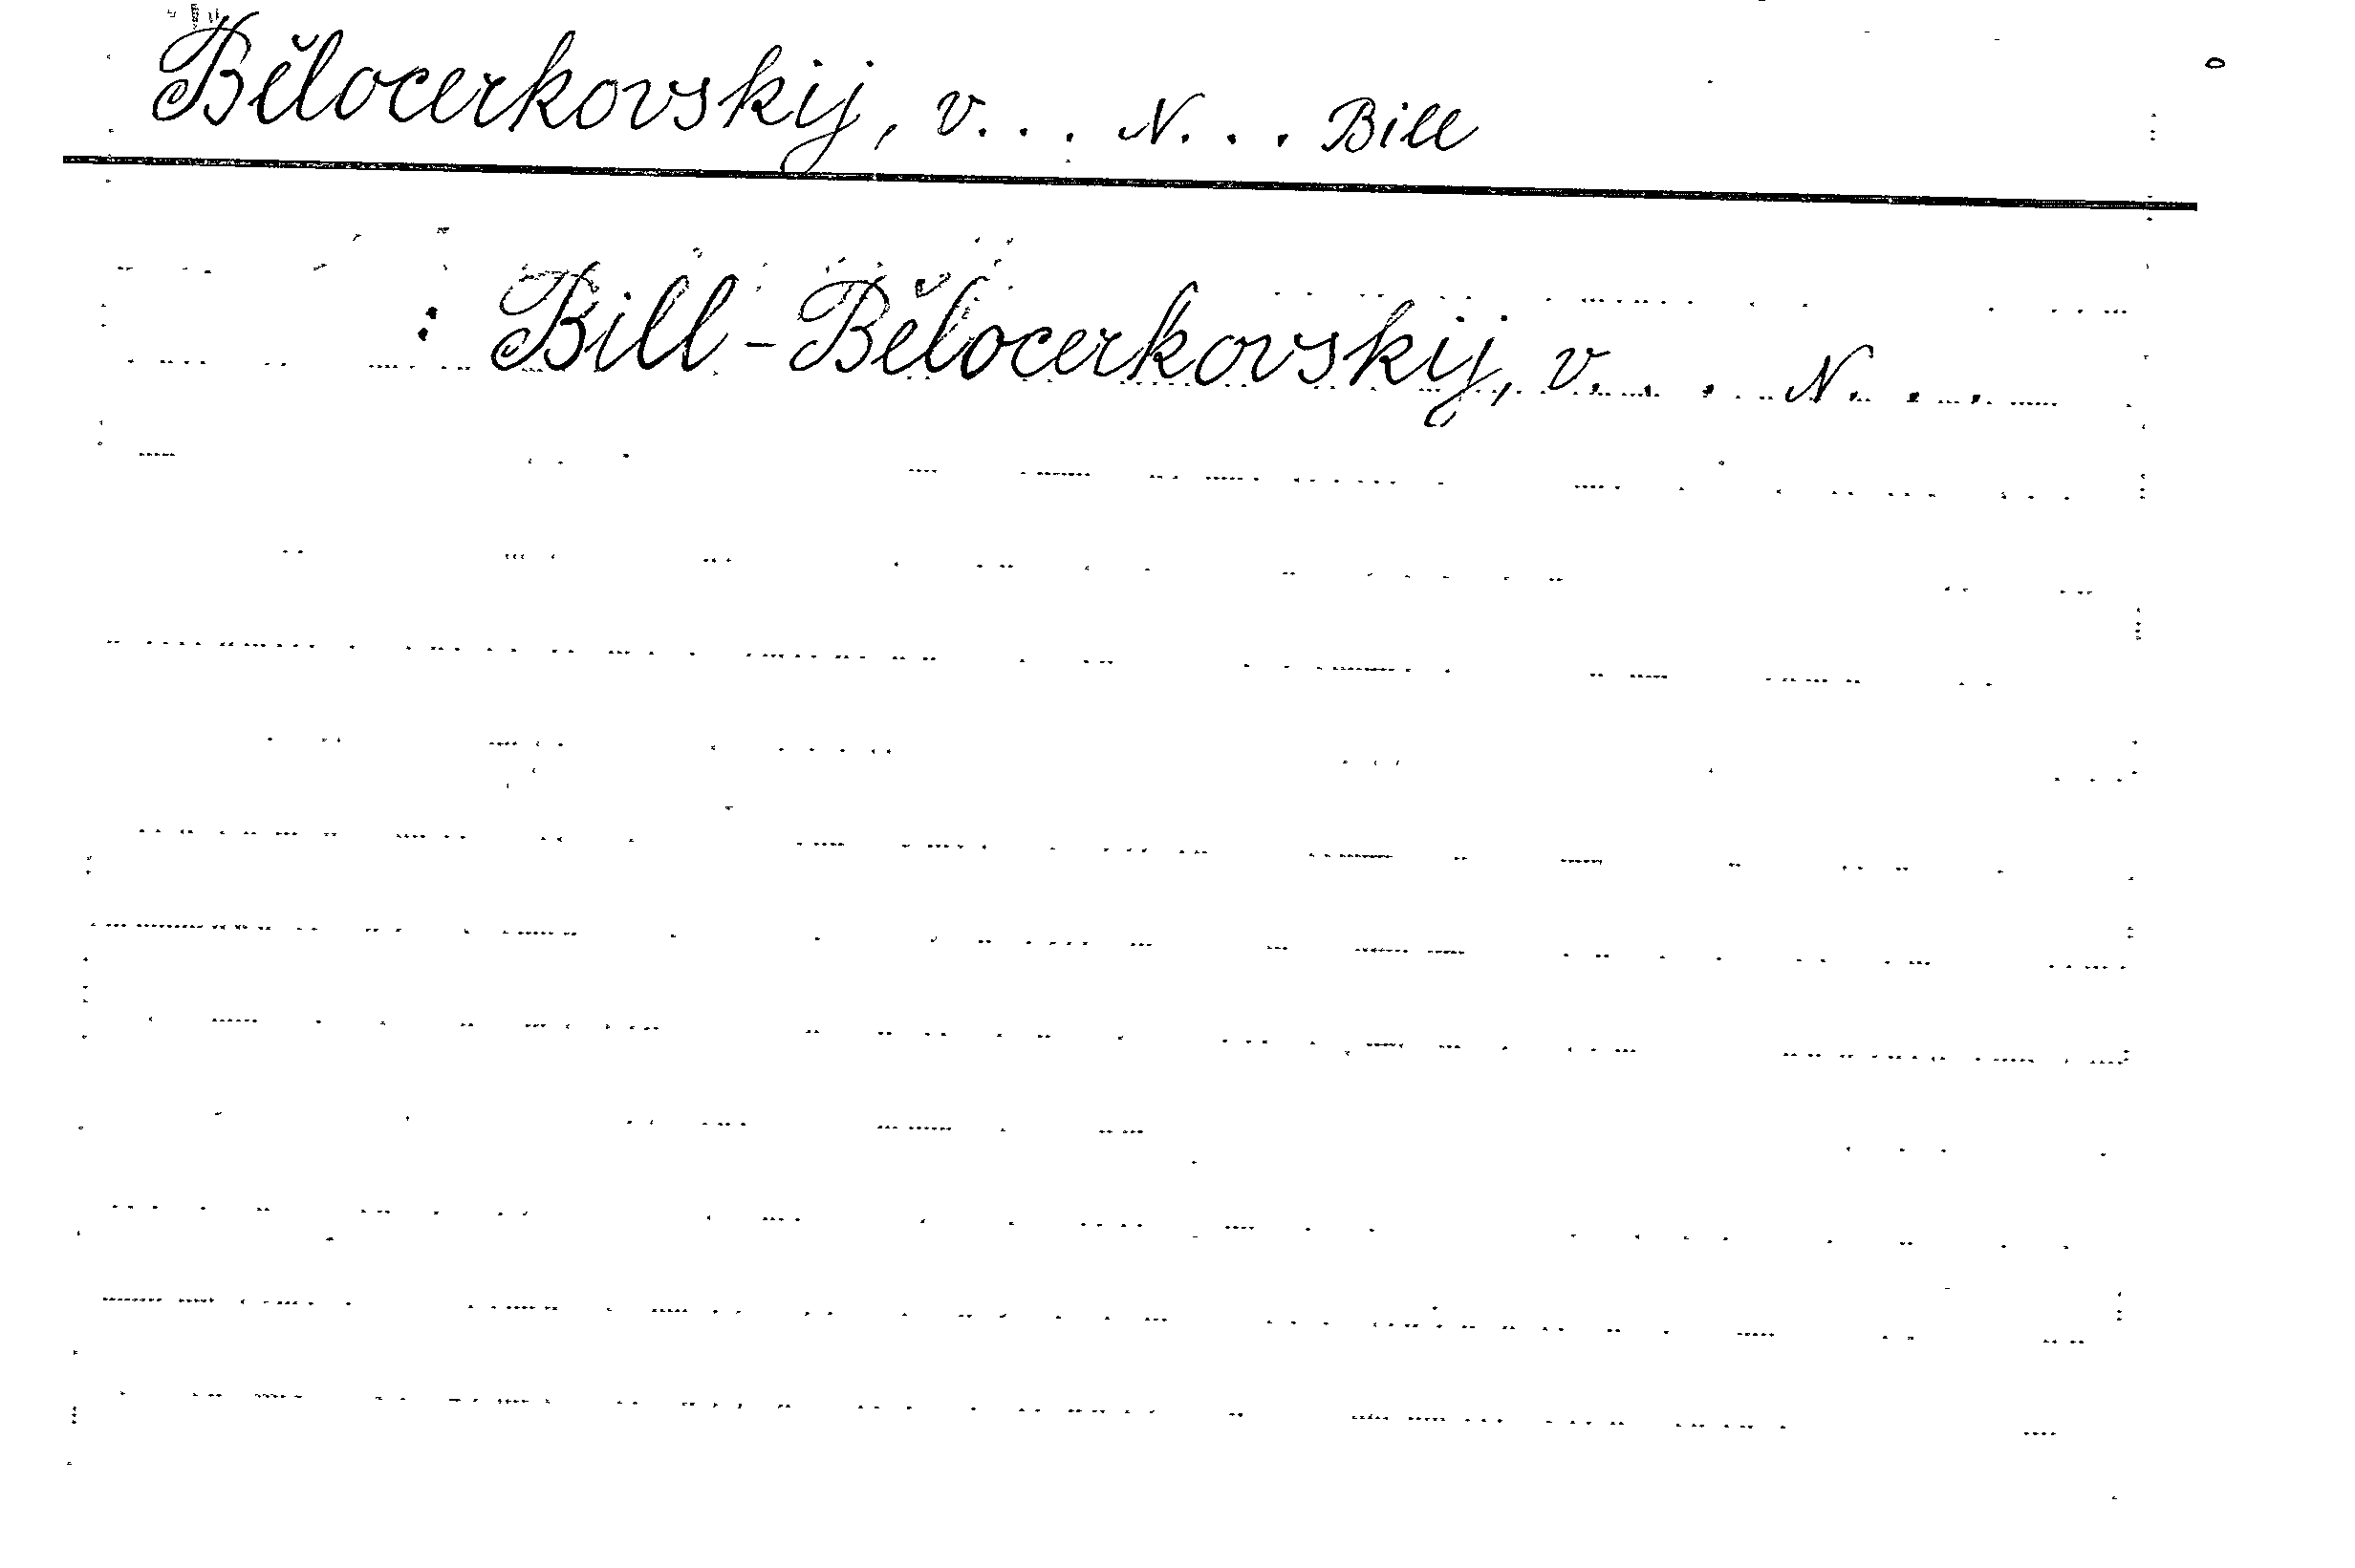 Bělocerkovskij, V... N... Bill
: Bill-Bělocerkovskij, V... N...